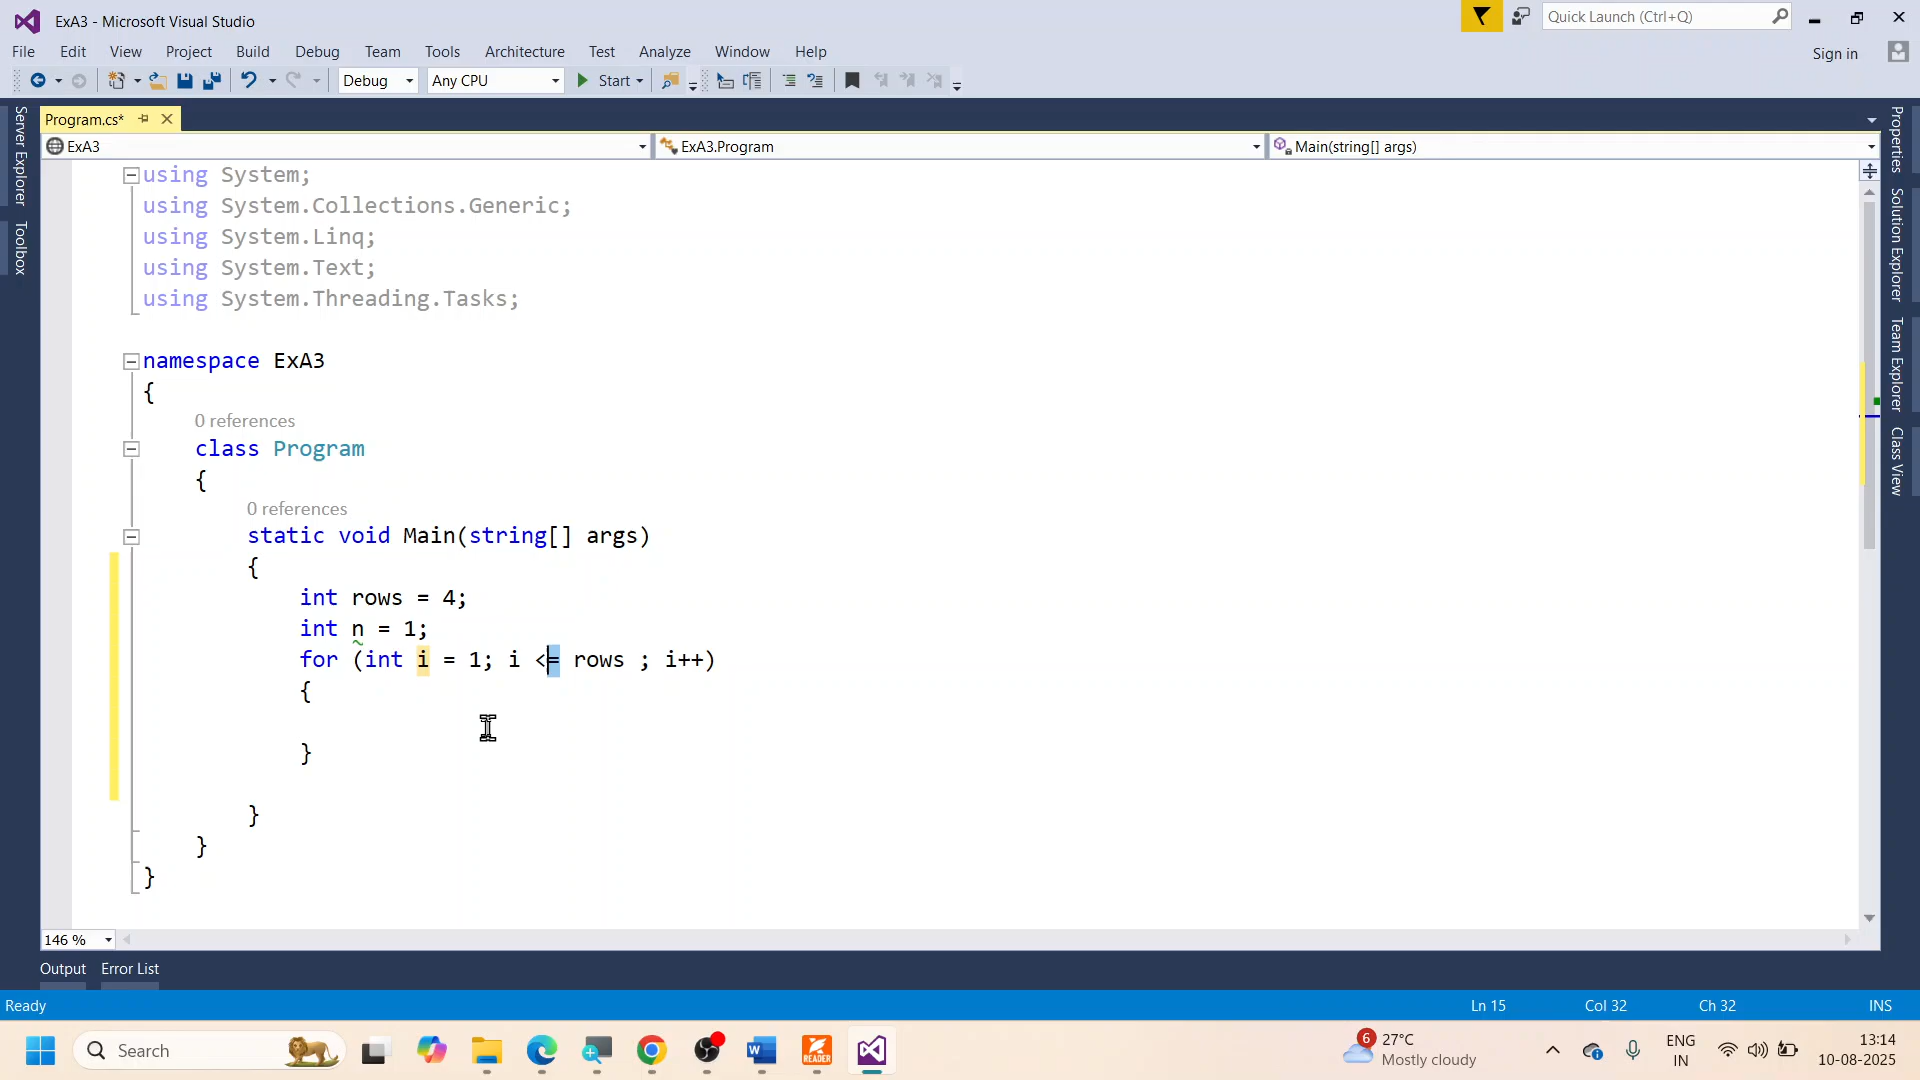 ExA3 - Microsoft Visual Studio
Quick Launch (Ctrl+Q)
File Edit View Project Build Debug Team Tools Architecture Test Analyze Window Help
Sign in
Debug Any CPU Start
Program.cs*
ExA3 ExA3.Program Main(string[] args)
Server Explorer
Toolbox
Properties
Solution Explorer
Team Explorer
Class View
using System;
using System.Collections.Generic;
using System.Linq;
using System.Text;
using System.Threading.Tasks;
namespace ExA3
{
0 references
class Program
{
0 references
static void Main(string[] args)
{
int rows = 4;
int n = 1;
for (int i = 1; i <= rows ; i++)
{
}
}
}
}
146 %
Output Error List
Ready Ln 15 Col 32 Ch 32 INS
Search
READER
6 27°C
Mostly cloudy
ENG
IN
13:14
10-08-2025